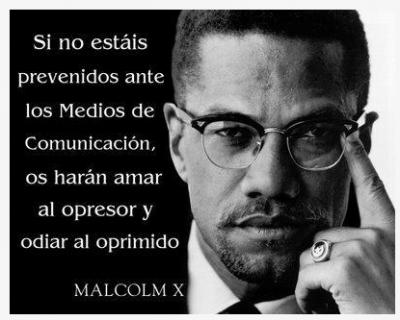 Si no estáis
prevenidos ante
los Medios de
Comunicación,
os harán amar
al opresor y
odiar al oprimido
MALCOLM X